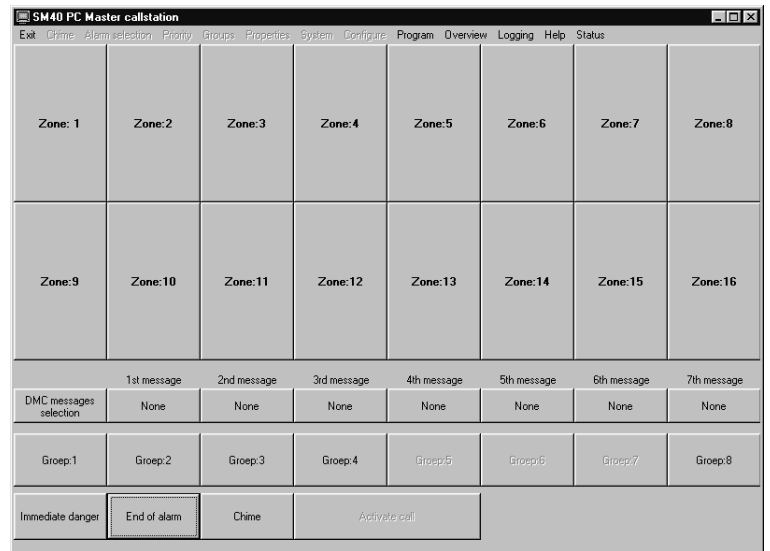 SM40 PC Master callstation
Exit Chime Alarm selection Priority Groups Properties System Configure Program Overview Logging Help Status
Zone: 1 Zone:2 Zone:3 Zone:4 Zone:5 Zone:6 Zone:7 Zone:8
Zone:9 Zone:10 Zone:11 Zone:12 Zone:13 Zone:14 Zone:15 Zone:16
1st message 2nd message 3rd message 4th message 5th message 6th message 7th message
DMC messages
selection
None None None None None None None
Groep:1 Groep:2 Groep:3 Groep:4 Groep:5 Groep:6 Groep:7 Groep:8
Immediate danger End of alarm Chime Activate call